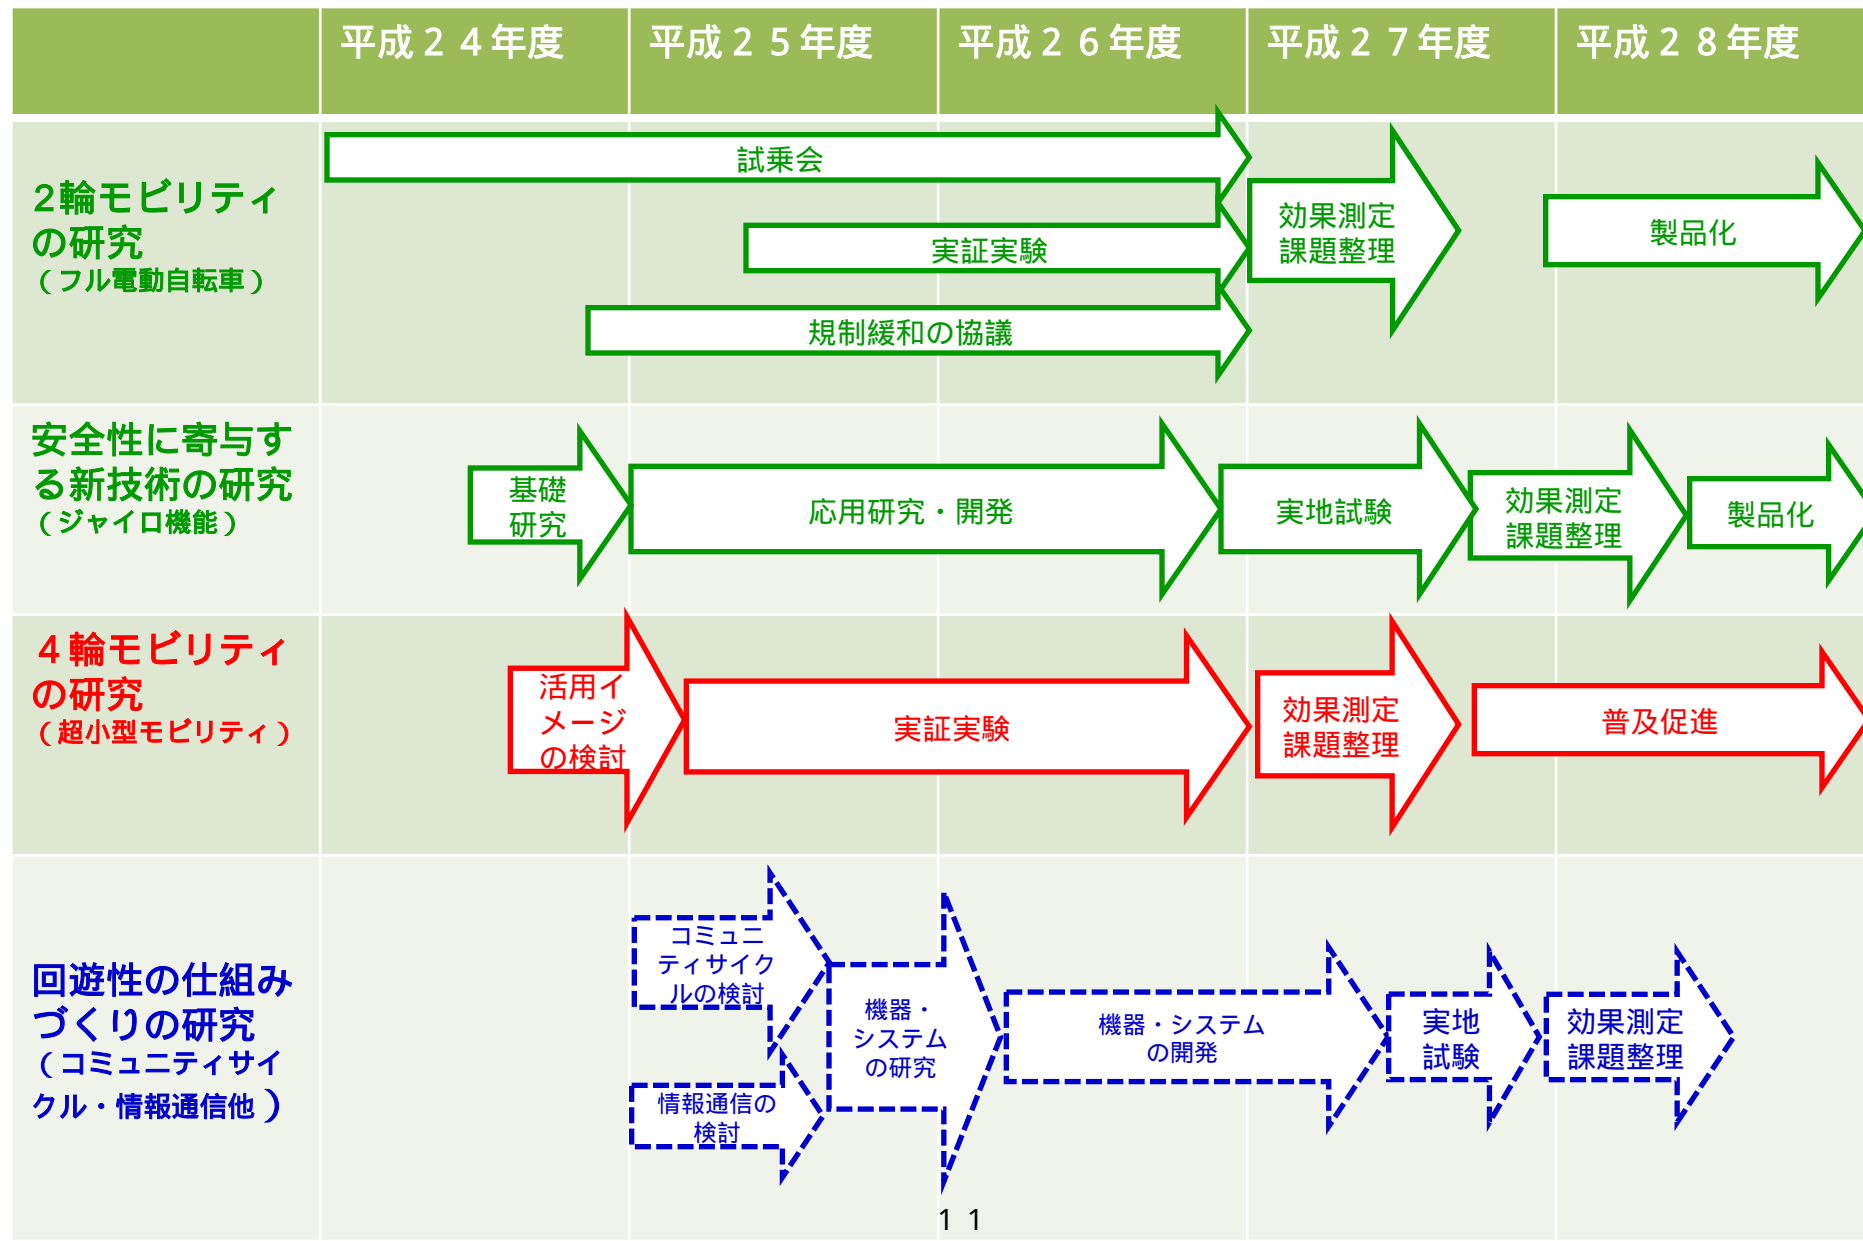 平成２４年度
平成２５年度
平成２６年度
平成２７年度
平成２８年度
2輪モビリティ
の研究
（フル電動自転車）
試乗会
実証実験
規制緩和の協議
効果測定
課題整理
製品化
安全性に寄与す
る新技術の研究
（ジャイロ機能）
基礎
研究
応用研究・開発
実地試験
効果測定
課題整理
製品化
４輪モビリティ
の研究
（超小型モビリティ）
活用イ
メージ
の検討
実証実験
効果測定
課題整理
普及促進
回遊性の仕組み
づくりの研究
（コミュニティサイ
クル・情報通信他）
コミュニ
ティサイク
ルの検討
情報通信の
検討
機器・
システム
の研究
機器・システム
の開発
実地
試験
効果測定
課題整理
１１